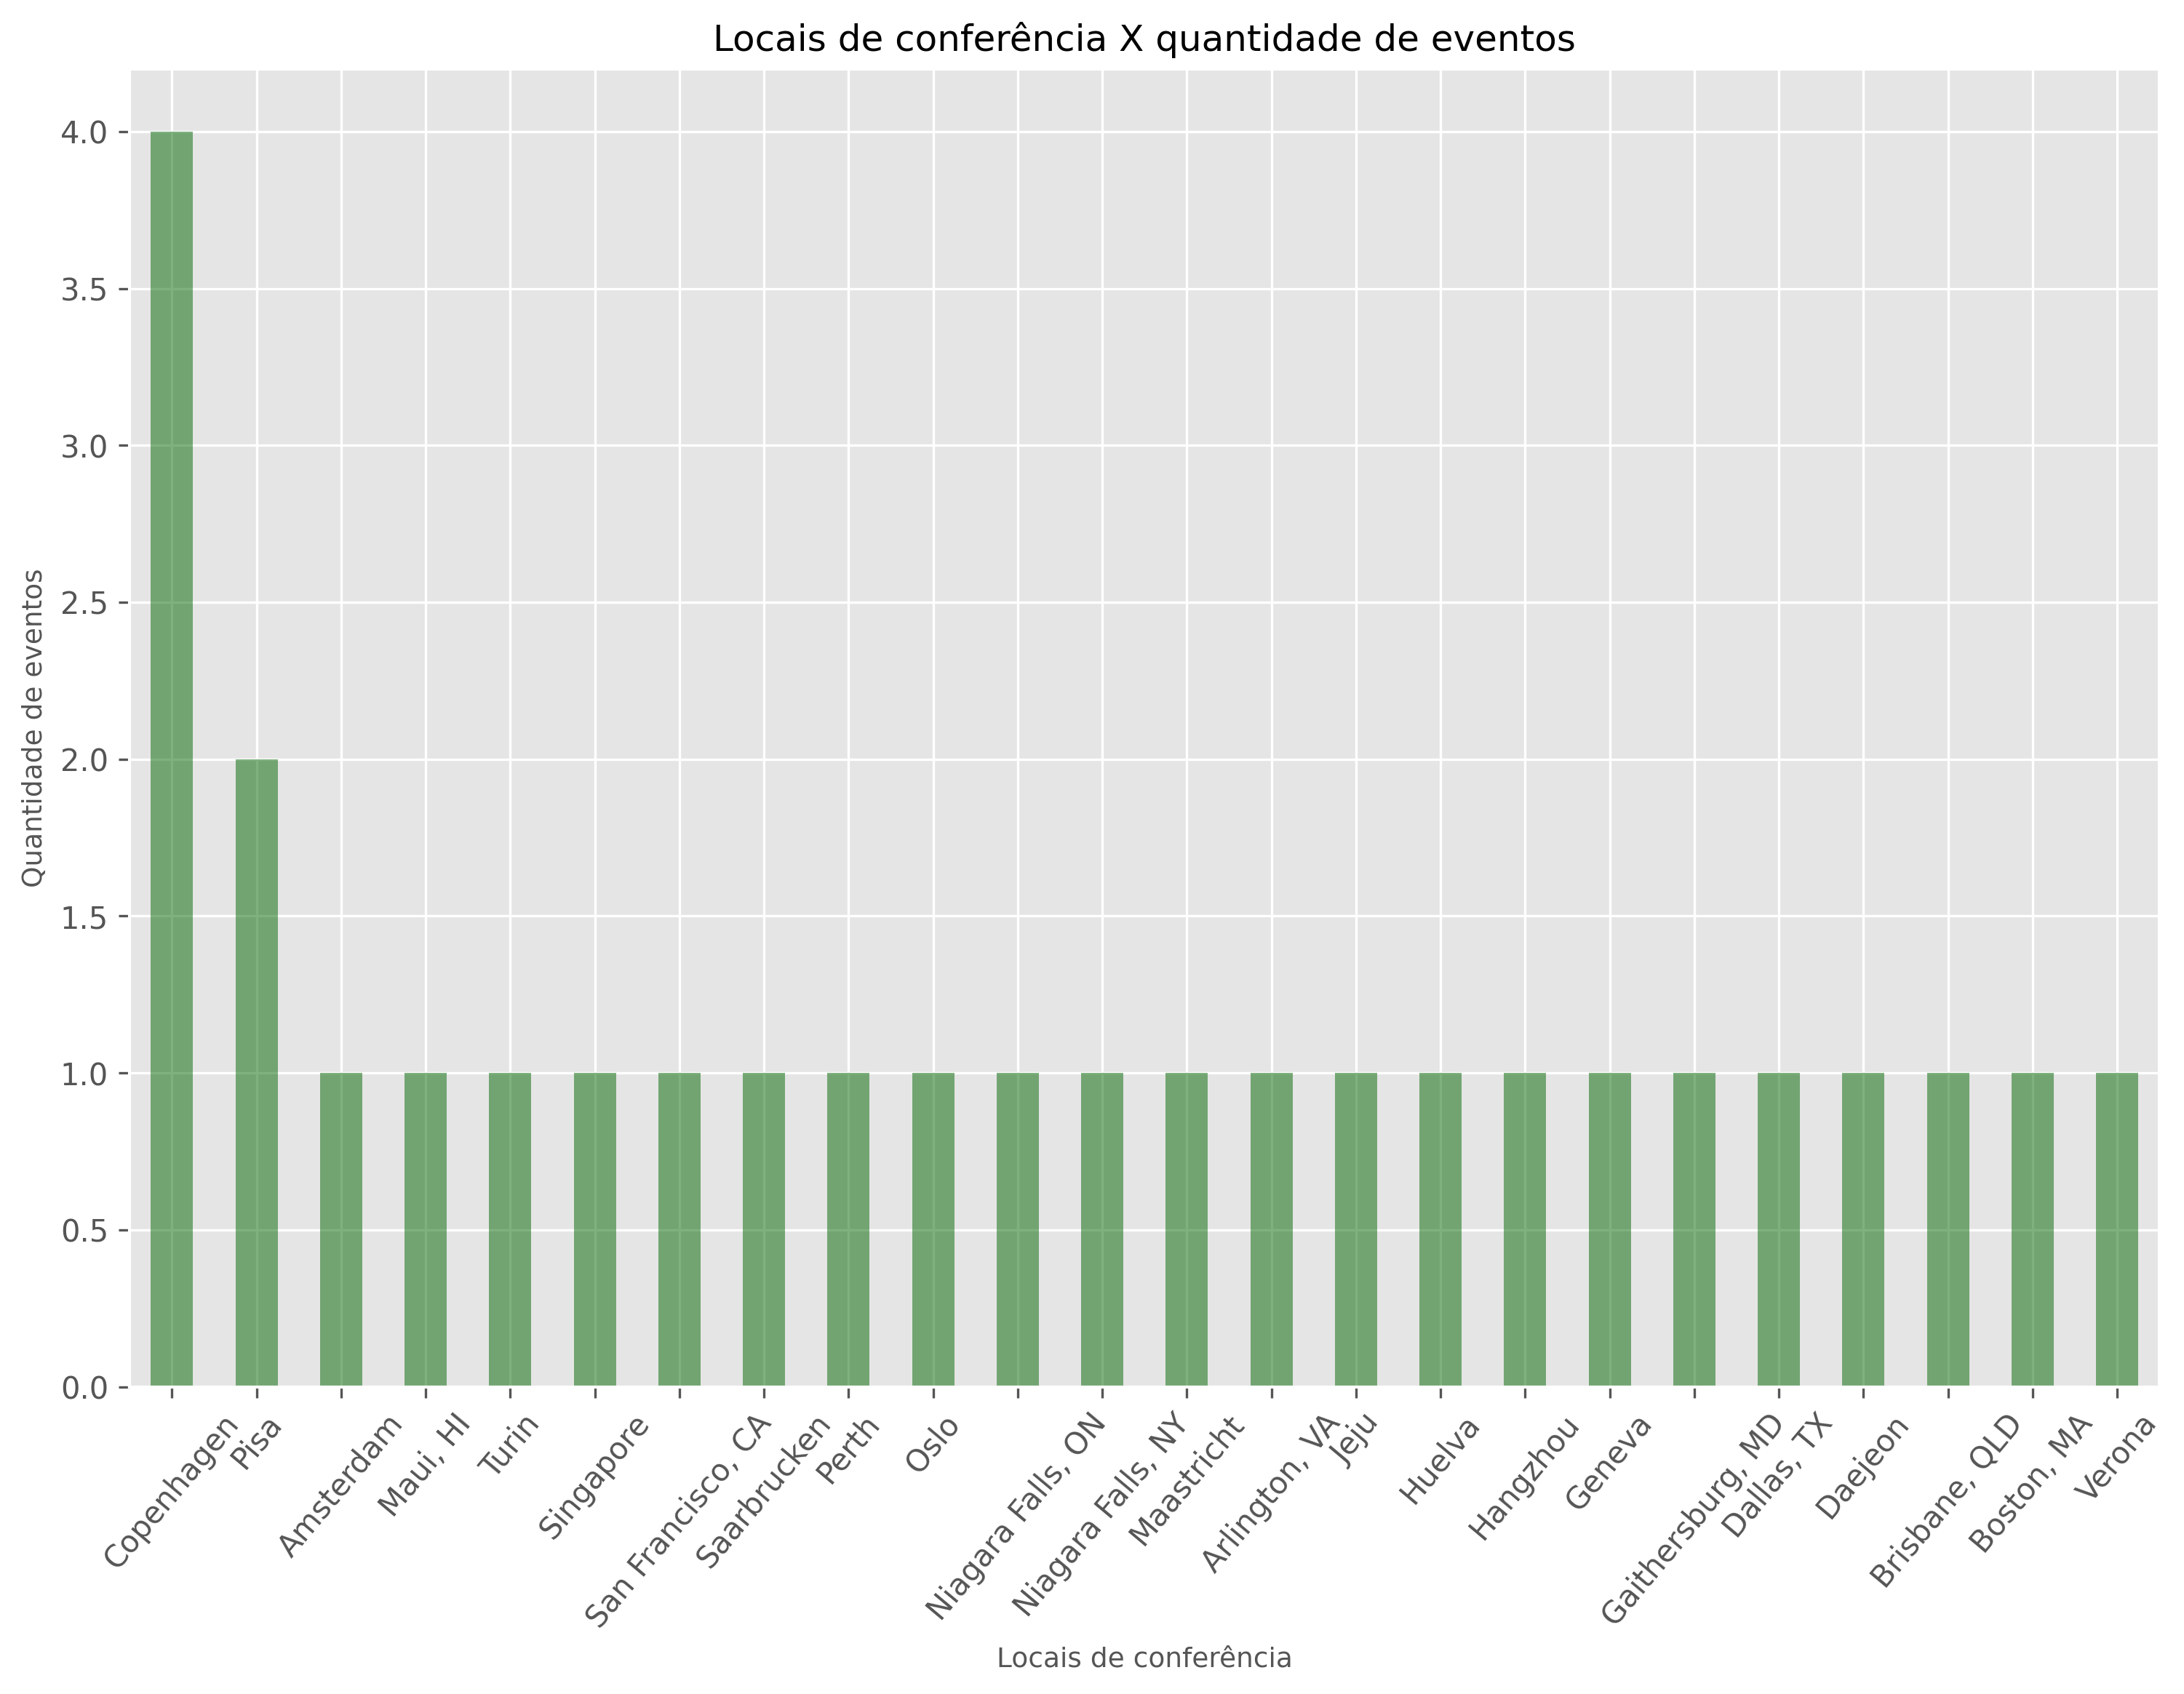 Locais de conferência X quantidade de eventos
Quantidade de eventos
4.0
3.5
3.0
2.5
2.0
1.5
1.0
0.5
0.0
Copenhagen
Pisa
Amsterdam
Maui, HI
Turin
Singapore
San Francisco, CA
Saarbrucken
Perth
Oslo
Niagara Falls, ON
Niagara Falls, NY
Maastricht
Arlington, VA
Jeju
Huelva
Hangzhou
Geneva
Gaithersburg, MD
Dallas, TX
Daejeon
Brisbane, QLD
Boston, MA
Verona
Locais de conferência